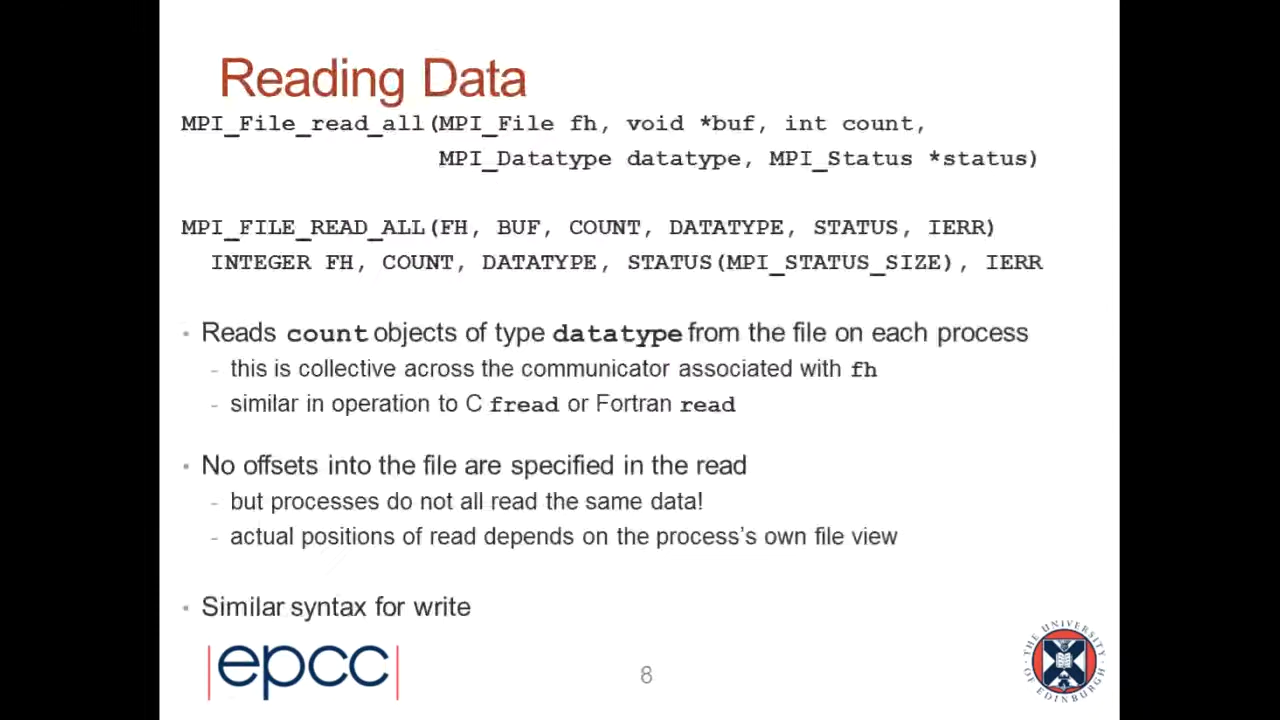 Reading Data
MPI_File_read_all(MPI_File fh, void *buf, int count,
MPI_Datatype datatype, MPI_Status *status)
MPI_FILE_READ_ALL(FH, BUF, COUNT, DATATYPE, STATUS, IERR)
INTEGER FH, COUNT, DATATYPE, STATUS(MPI_STATUS_SIZE), IERR
• Reads count objects of type datatype from the file on each process
- this is collective across the communicator associated with fh
- similar in operation to C fread or Fortran read
• No offsets into the file are specified in the read
- but processes do not all read the same data!
- actual positions of read depends on the process's own file view
• Similar syntax for write
epcc
8
THE UNIVERSITY OF EDINBURGH